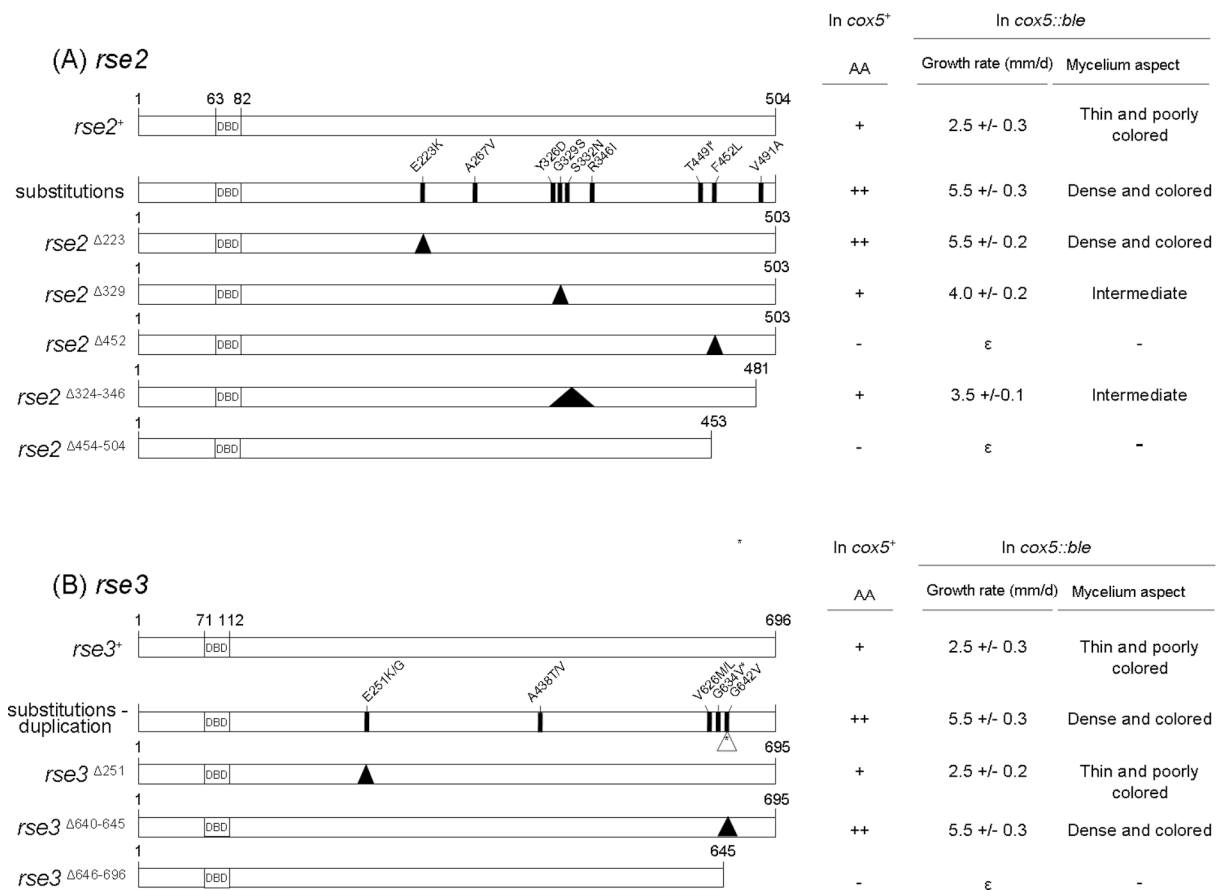 In cox5⁺ In cox5::ble
(A) rse2
AA Growth rate (mm/d) Mycelium aspect
1 63 82 504
rse2⁺ DBD + 2.5 +/- 0.3 Thin and poorly
colored
E223K A267V Y326D G329S S332N R346I T449I* F452L V491A
substitutions DBD ++ 5.5 +/- 0.3 Dense and colored
1 503
rse2 Δ223 DBD ++ 5.5 +/- 0.2 Dense and colored
1 503
rse2 Δ329 DBD + 4.0 +/- 0.2 Intermediate
1 503
rse2 Δ452 DBD - ε -
1 481
rse2 Δ324-346 DBD + 3.5 +/-0.1 Intermediate
1 453
rse2 Δ454-504 DBD - ε -
*
In cox5⁺ In cox5::ble
(B) rse3
AA Growth rate (mm/d) Mycelium aspect
1 71 112 696
rse3⁺ DBD + 2.5 +/- 0.3 Thin and poorly
colored
E251K/G A438T/V V626M/L G634V* G642V
substitutions -
duplication DBD ++ 5.5 +/- 0.3 Dense and colored
*
1 695
rse3 Δ251 DBD + 2.5 +/- 0.2 Thin and poorly
colored
1 695
rse3 Δ640-645 DBD ++ 5.5 +/- 0.3 Dense and colored
1 645
rse3 Δ646-696 DBD - ε -